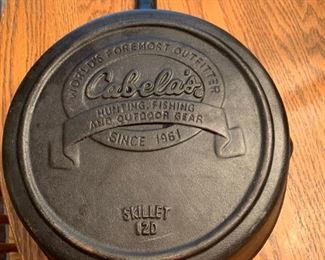 WORLD'S FOREMOST OUTFITTER
Cabela's
HUNTING, FISHING
AND OUTDOOR GEAR
SINCE 1961
SKILLET
12D